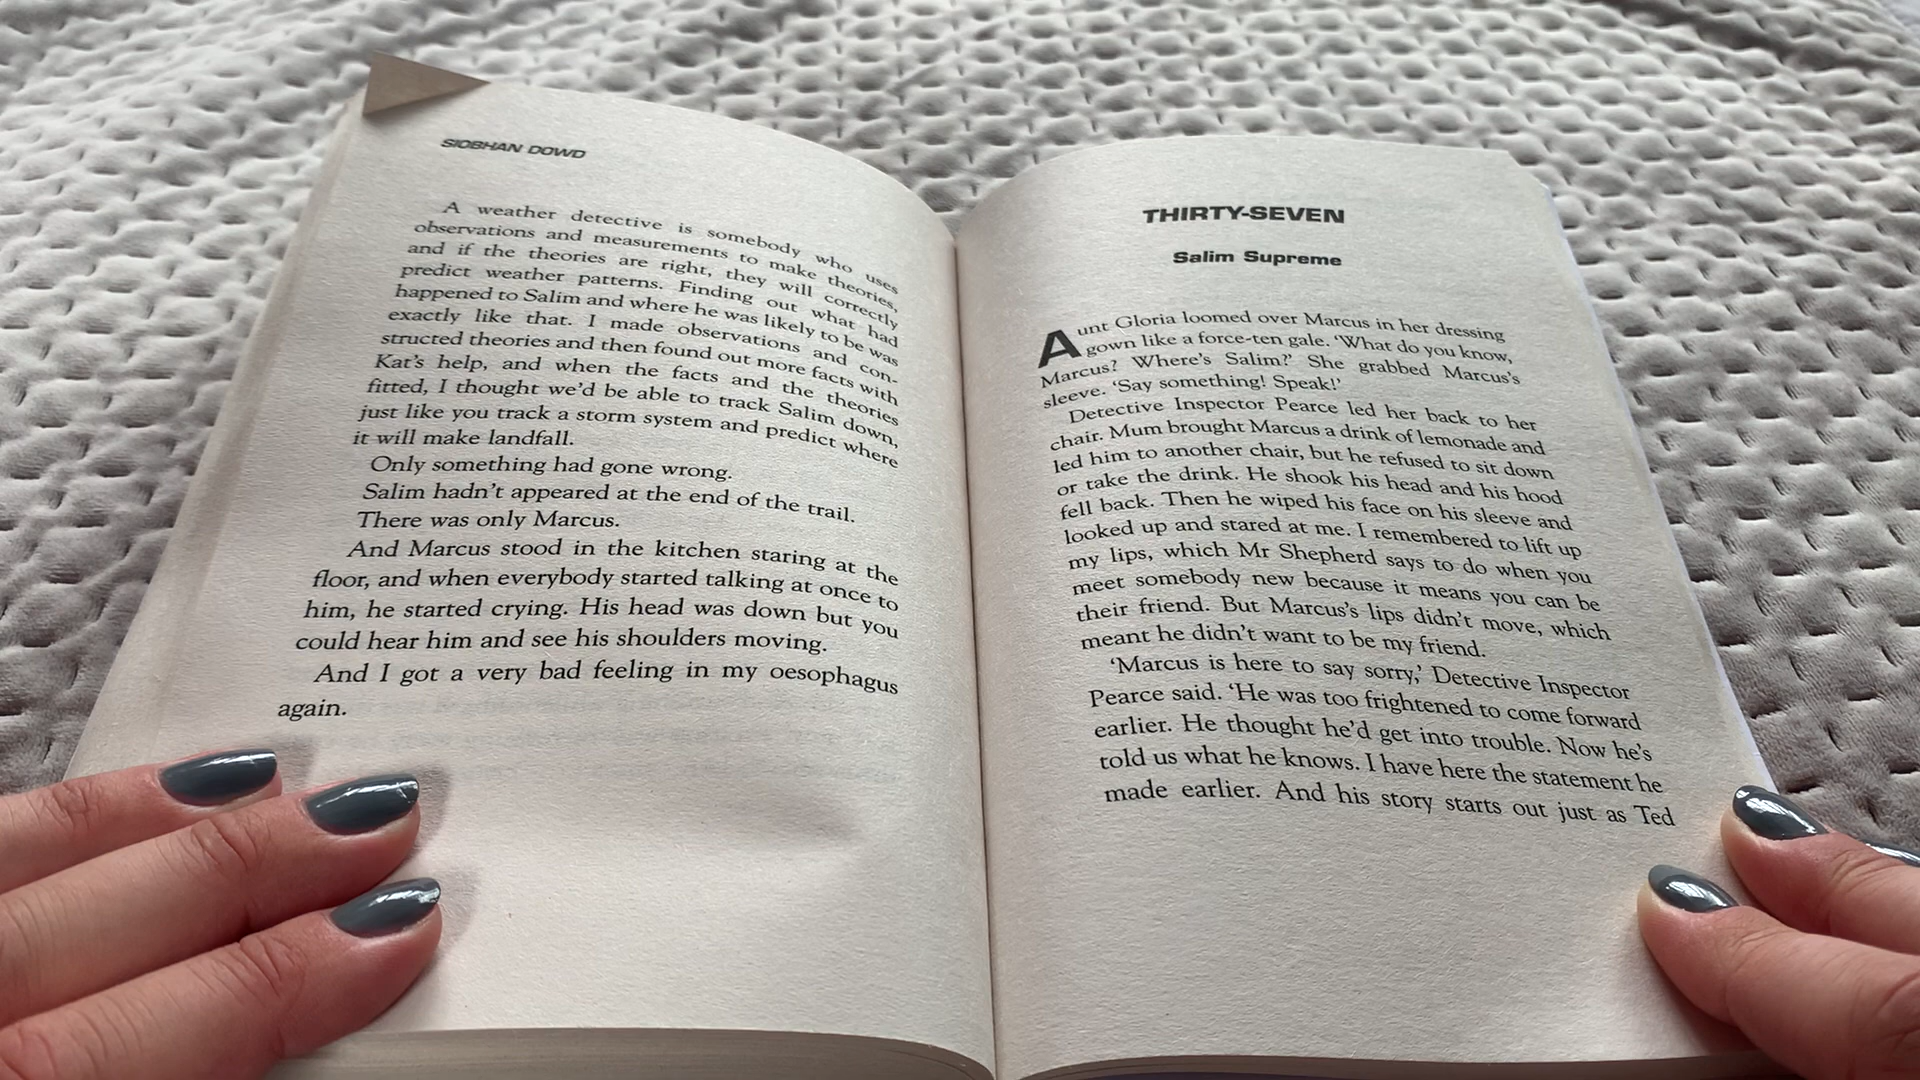 SIOBHAN DOWD
A weather detective is somebody who uses
observations and measurements to make theories,
and if the theories are right, they will correctly
predict weather patterns. Finding out what had
happened to Salim and where he was likely to be was
exactly like that. I made observations and con-
structed theories and then found out more facts with
Kat's help, and when the facts and the theories
fitted, I thought we'd be able to track Salim down,
just like you track a storm system and predict where
it will make landfall.
Only something had gone wrong.
Salim hadn't appeared at the end of the trail.
There was only Marcus.
And Marcus stood in the kitchen staring at the
floor, and when everybody started talking at once to
him, he started crying. His head was down but you
could hear him and see his shoulders moving.
And I got a very bad feeling in my oesophagus
again.
THIRTY-SEVEN
Salim Supreme
Aunt Gloria loomed over Marcus in her dressing
gown like a force-ten gale. 'What do you know,
Marcus? Where's Salim?' She grabbed Marcus's
sleeve. 'Say something! Speak!'
Detective Inspector Pearce led her back to her
chair. Mum brought Marcus a drink of lemonade and
led him to another chair, but he refused to sit down
or take the drink. He shook his head and his hood
fell back. Then he wiped his face on his sleeve and
looked up and stared at me. I remembered to lift up
my lips, which Mr Shepherd says to do when you
meet somebody new because it means you can be
their friend. But Marcus's lips didn't move, which
meant he didn't want to be my friend.
'Marcus is here to say sorry,' Detective Inspector
Pearce said. 'He was too frightened to come forward
earlier. He thought he'd get into trouble. Now he's
told us what he knows. I have here the statement he
made earlier. And his story starts out just as Ted